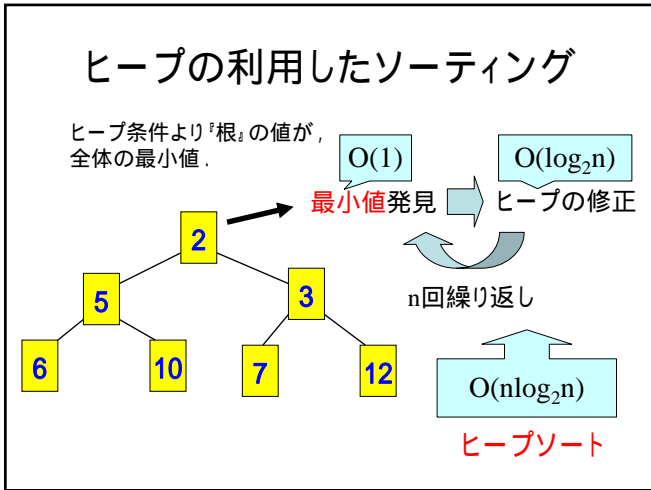 ヒープの利用したソーティング
ヒープ条件より『根』の値が，
全体の最小値．
O(1)
O(log₂n)
最小値発見
ヒープの修正
n回繰り返し
2
5
3
6
10
7
12
O(nlog₂n)
ヒープソート